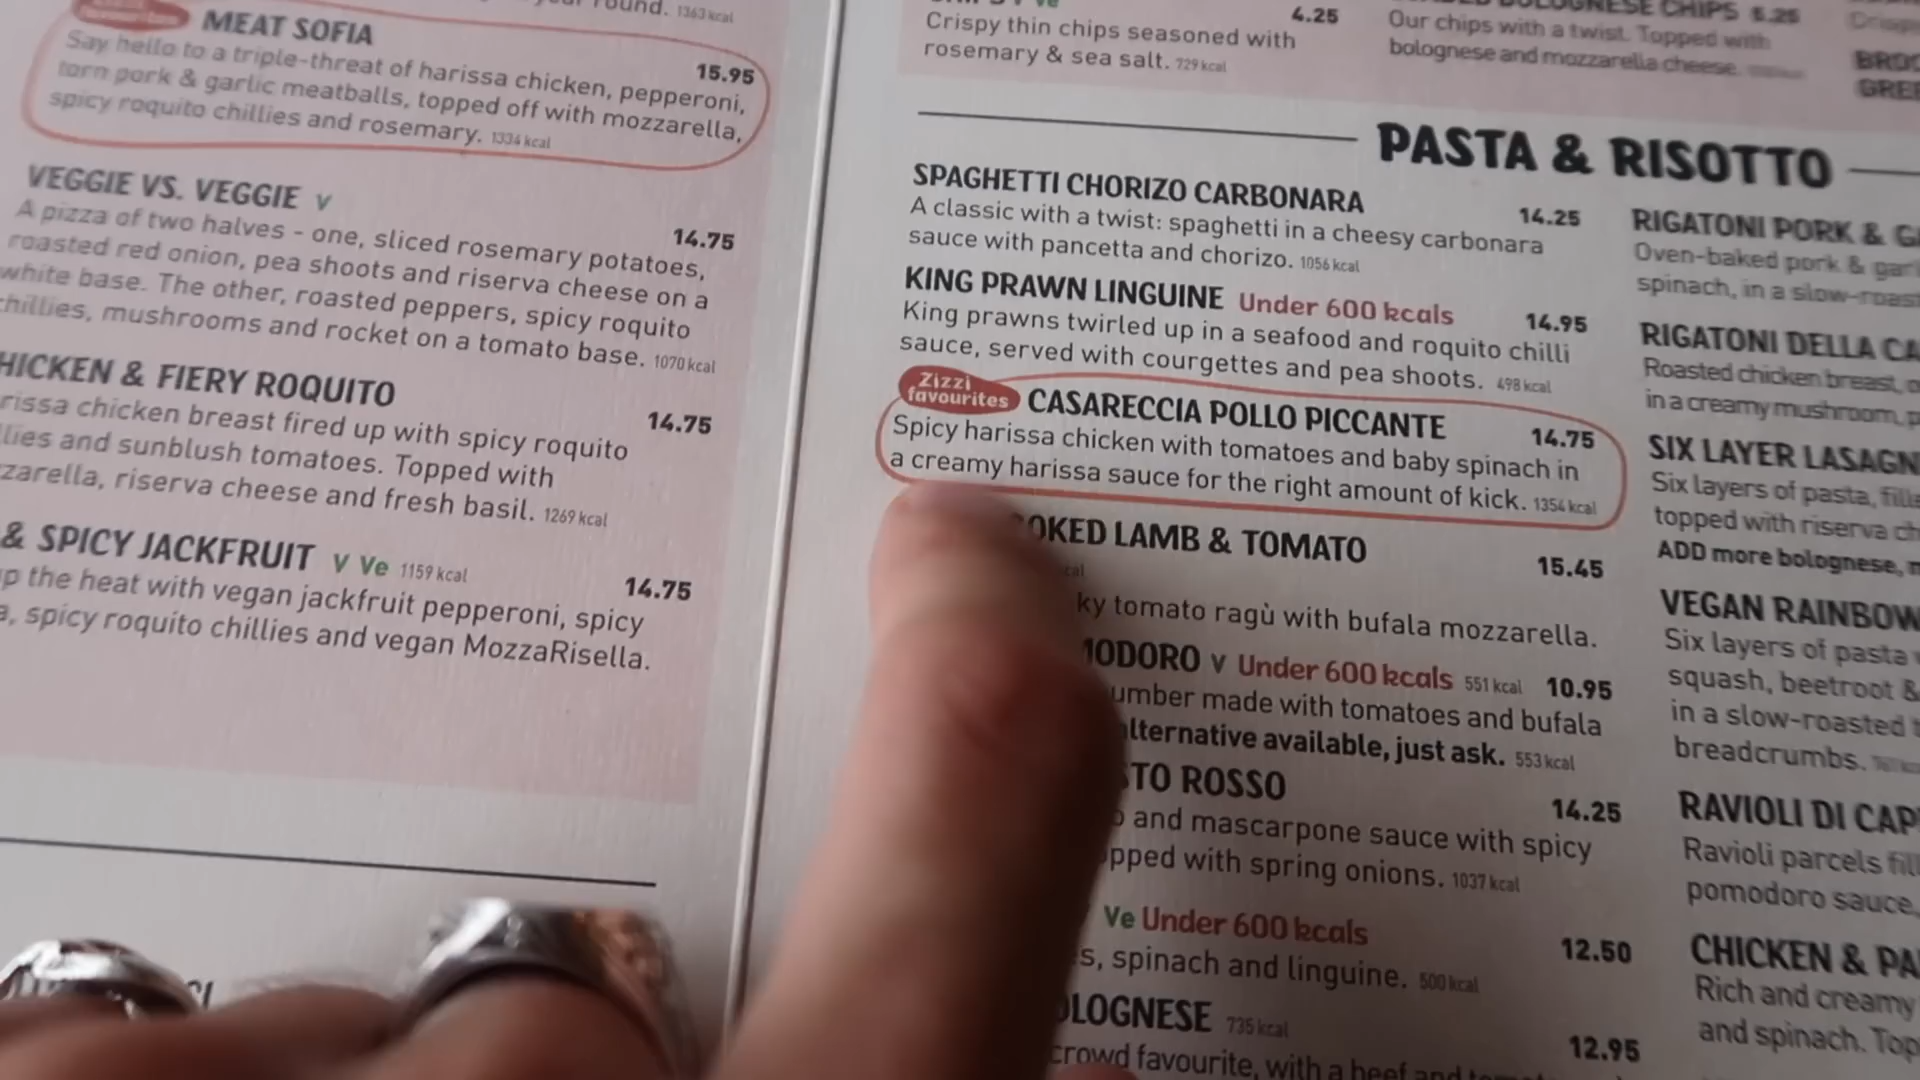 your round. 1363 kcal
MEAT SOFIA
15.95
Say hello to a triple-threat of harissa chicken, pepperoni,
torn pork & garlic meatballs, topped off with mozzarella,
spicy roquito chillies and rosemary. 1334 kcal
VEGGIE VS. VEGGIE V
14.75
A pizza of two halves - one, sliced rosemary potatoes,
roasted red onion, pea shoots and riserva cheese on a
white base. The other, roasted peppers, spicy roquito
chillies, mushrooms and rocket on a tomato base. 1070 kcal
HICKEN & FIERY ROQUITO
14.75
rissa chicken breast fired up with spicy roquito
llies and sunblush tomatoes. Topped with
zzarella, riserva cheese and fresh basil. 1269 kcal
& SPICY JACKFRUIT V Ve 1159 kcal
14.75
p the heat with vegan jackfruit pepperoni, spicy
a, spicy roquito chillies and vegan MozzaRisella.
4.25
Crispy thin chips seasoned with
rosemary & sea salt. 729 kcal
BOLOGNESE CHIPS 5.25
Our chips with a twist. Topped with
bolognese and mozzarella cheese.
PASTA & RISOTTO
SPAGHETTI CHORIZO CARBONARA
14.25
A classic with a twist: spaghetti in a cheesy carbonara
sauce with pancetta and chorizo. 1056 kcal
KING PRAWN LINGUINE Under 600 kcals
14.95
King prawns twirled up in a seafood and roquito chilli
sauce, served with courgettes and pea shoots. 498 kcal
Zizzi
favourites
CASARECCIA POLLO PICCANTE
14.75
Spicy harissa chicken with tomatoes and baby spinach in
a creamy harissa sauce for the right amount of kick. 1354 kcal
OKED LAMB & TOMATO
15.45
ky tomato ragù with bufala mozzarella.
MODORO V Under 600 kcals 551 kcal 10.95
umber made with tomatoes and bufala
alternative available, just ask. 553 kcal
STO ROSSO
14.25
and mascarpone sauce with spicy
pped with spring onions. 1037 kcal
Ve Under 600 kcals
12.50
s, spinach and linguine. 500 kcal
OLOGNESE 735 kcal
12.95
crowd favourite, with a beef and
RIGATONI PORK & GA
Oven-baked pork & garl
spinach, in a slow-roast
RIGATONI DELLA CA
Roasted chicken breast,
in a creamy mushroom, p
SIX LAYER LASAGN
Six layers of pasta, fille
topped with riserva ch
ADD more bolognese, m
VEGAN RAINBOW
Six layers of pasta
squash, beetroot &
in a slow-roasted t
breadcrumbs.
RAVIOLI DI CAP
Ravioli parcels fill
pomodoro sauce,
CHICKEN & PA
Rich and creamy
and spinach. Top